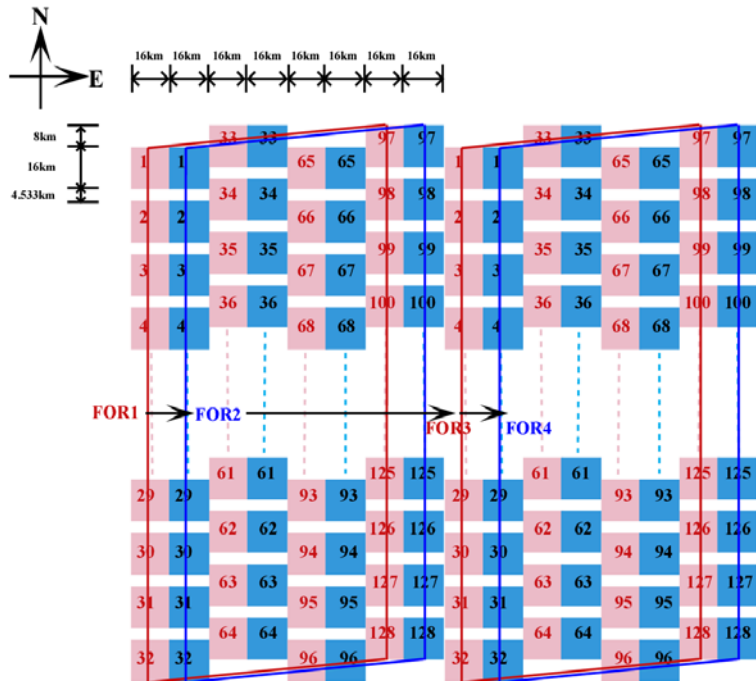 N
16km 16km 16km 16km 16km 16km 16km 16km
E
8km
33 33 97 97 33 33 97 97
1 1 65 65 1 1 65 65
16km
4.533km
34 34 98 98 34 34 98 98
2 2 66 66 2 2 66 66
35 35 99 99 35 35 99 99
3 3 67 67 3 3 67 67
36 36 100 100 36 36 100 100
4 4 68 68 4 4 68 68
FOR1 FOR2 FOR3 FOR4
61 61 125 125 61 61 125 125
29 29 93 93 29 29 93 93
62 62 126 126 62 62 126 126
30 30 94 94 30 30 94 94
63 63 127 127 63 63 127 127
31 31 95 95 31 31 95 95
64 64 128 128 64 64 128 128
32 32 96 96 32 32 96 96